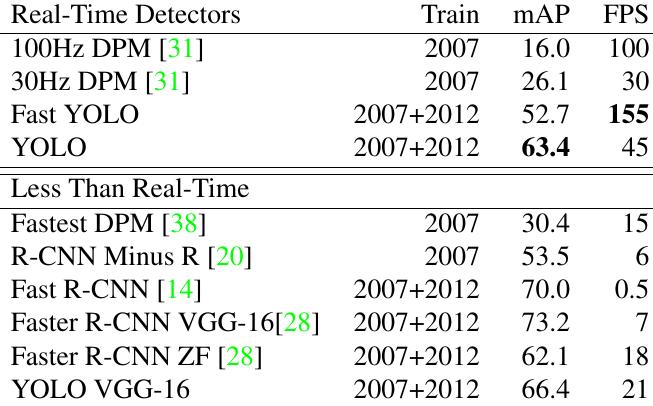 Real-Time Detectors Train mAP FPS
100Hz DPM [31] 2007 16.0 100
30Hz DPM [31] 2007 26.1 30
Fast YOLO 2007+2012 52.7 155
YOLO 2007+2012 63.4 45
Less Than Real-Time
Fastest DPM [38] 2007 30.4 15
R-CNN Minus R [20] 2007 53.5 6
Fast R-CNN [14] 2007+2012 70.0 0.5
Faster R-CNN VGG-16[28] 2007+2012 73.2 7
Faster R-CNN ZF [28] 2007+2012 62.1 18
YOLO VGG-16 2007+2012 66.4 21